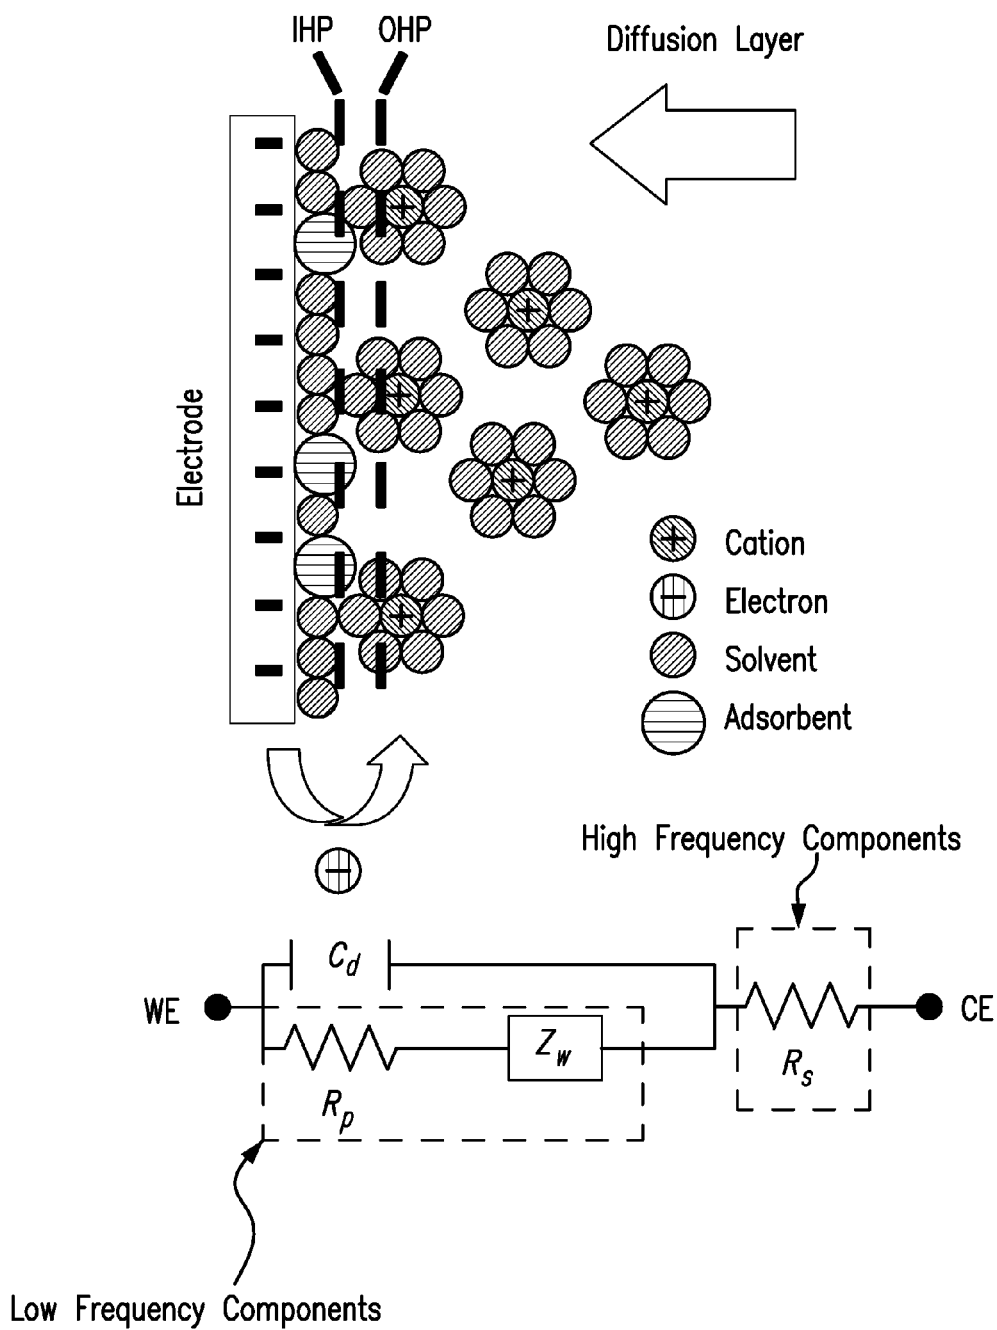 IHP OHP
Diffusion Layer
Electrode
+ Cation
Electron
Solvent
Adsorbent
High Frequency Components
C_d
WE
CE
Z_w
R_p
R_s
Low Frequency Components